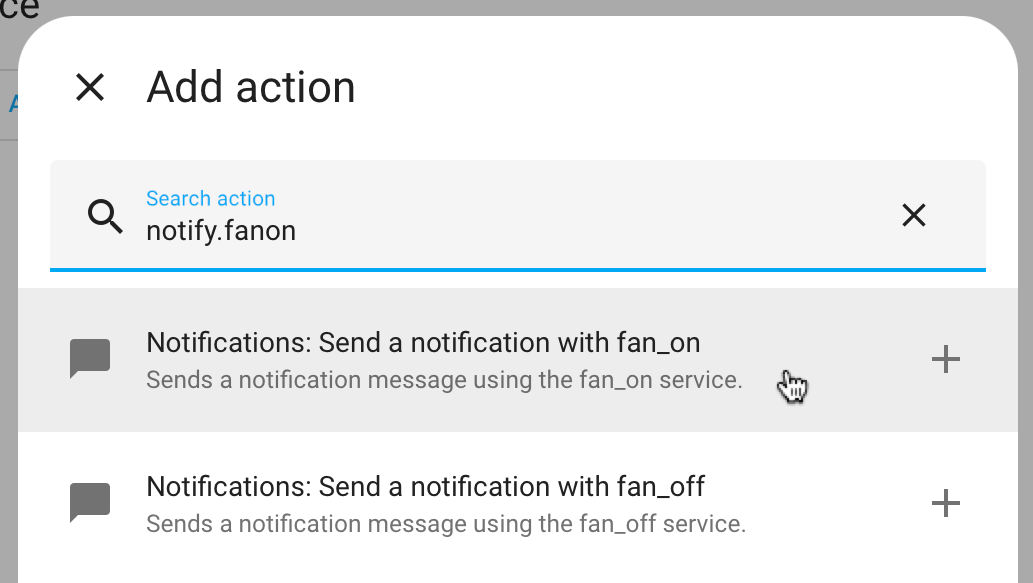 ce
A
Add action
Search action
notify.fanon
Notifications: Send a notification with fan_on
Sends a notification message using the fan_on service.
Notifications: Send a notification with fan_off
Sends a notification message using the fan_off service.